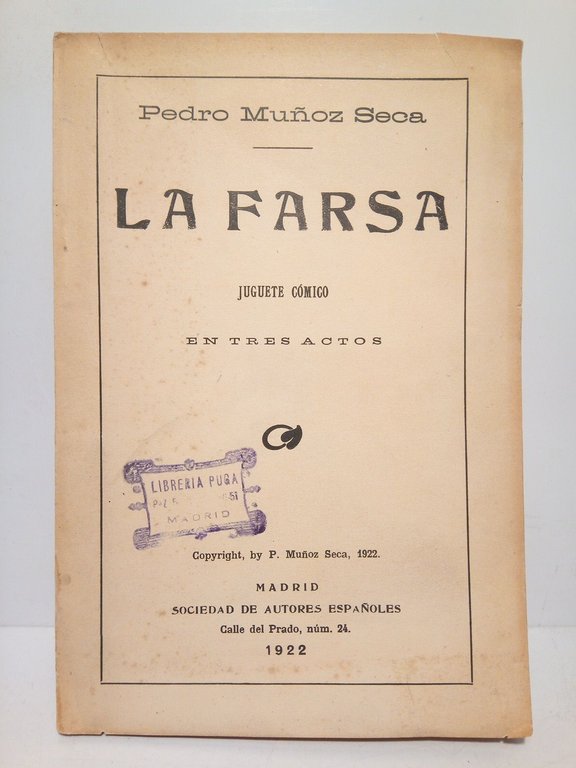 Pedro Muñoz Seca
LA FARSA
JUGUETE CÓMICO
EN TRES ACTOS
LIBRERIA PUGA
MADRID
Copyright, by P. Muñoz Seca, 1922.
MADRID
SOCIEDAD DE AUTORES ESPAÑOLES
Calle del Prado, núm. 24.
1922